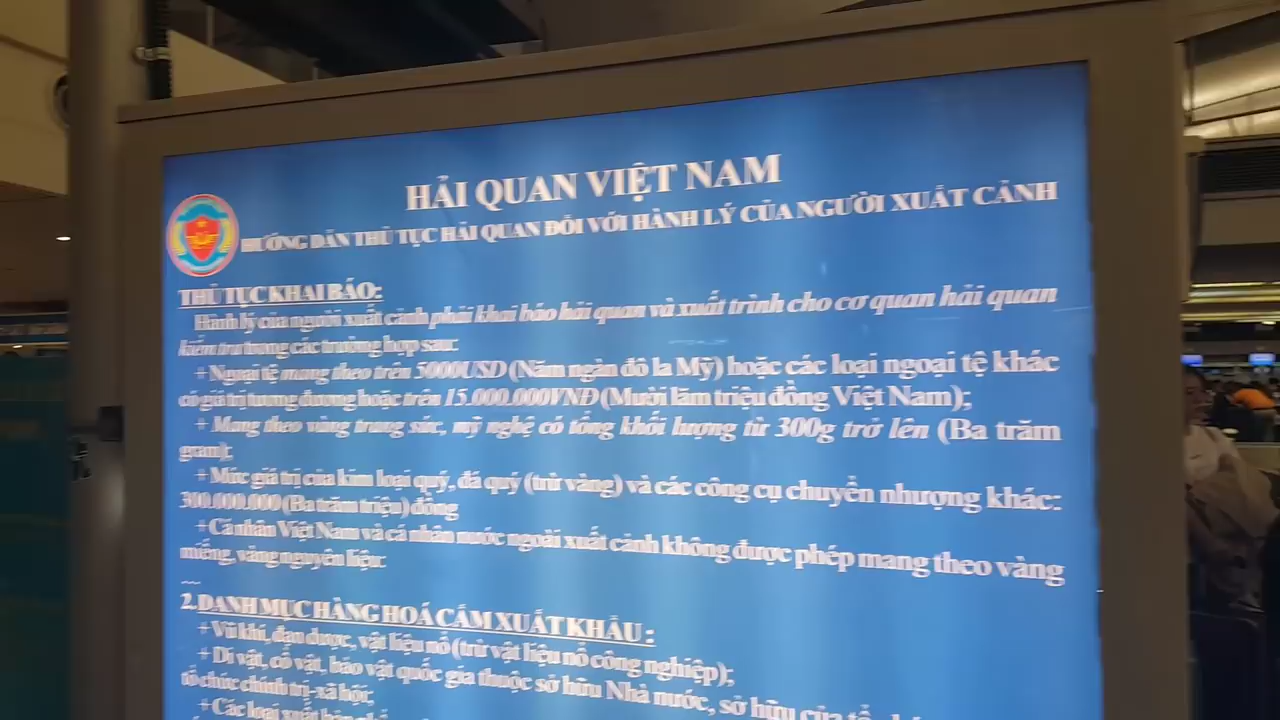 HẢI QUAN VIỆT NAM
HƯỚNG DẪN THỦ TỤC HẢI QUAN ĐỐI VỚI HÀNH LÝ CỦA NGƯỜI XUẤT CẢNH
THỦ TỤC KHAI BÁO:
Hành lý của người xuất cảnh phải khai báo hải quan và xuất trình cho cơ quan hải quan
kiểm tra trong các trường hợp sau:
+ Ngoại tệ mang theo trên 5000USD (Năm ngàn đô la Mỹ) hoặc các loại ngoại tệ khác
có giá trị tương đương hoặc trên 15.000.000VNĐ (Mười lăm triệu đồng Việt Nam);
+ Mang theo vàng trang sức, mỹ nghệ có tổng khối lượng từ 300g trở lên (Ba trăm
gram);
+ Mức giá trị của kim loại quý, đá quý (trừ vàng) và các công cụ chuyển nhượng khác:
300.000.000 (Ba trăm triệu) đồng
+ Cá nhân Việt Nam và cá nhân nước ngoài xuất cảnh không được phép mang theo vàng
miếng, vàng nguyên liệu:
....
2. DANH MỤC HÀNG HOÁ CẤM XUẤT KHẨU :
+ Vũ khí, đạn dược, vật liệu nổ (trừ vật liệu nổ công nghiệp);
+ Di vật, cổ vật, bảo vật quốc gia thuộc sở hữu Nhà nước, sở hữu của tổ
tổ chức chính trị-xã hội;
+ Các loại xuất bản